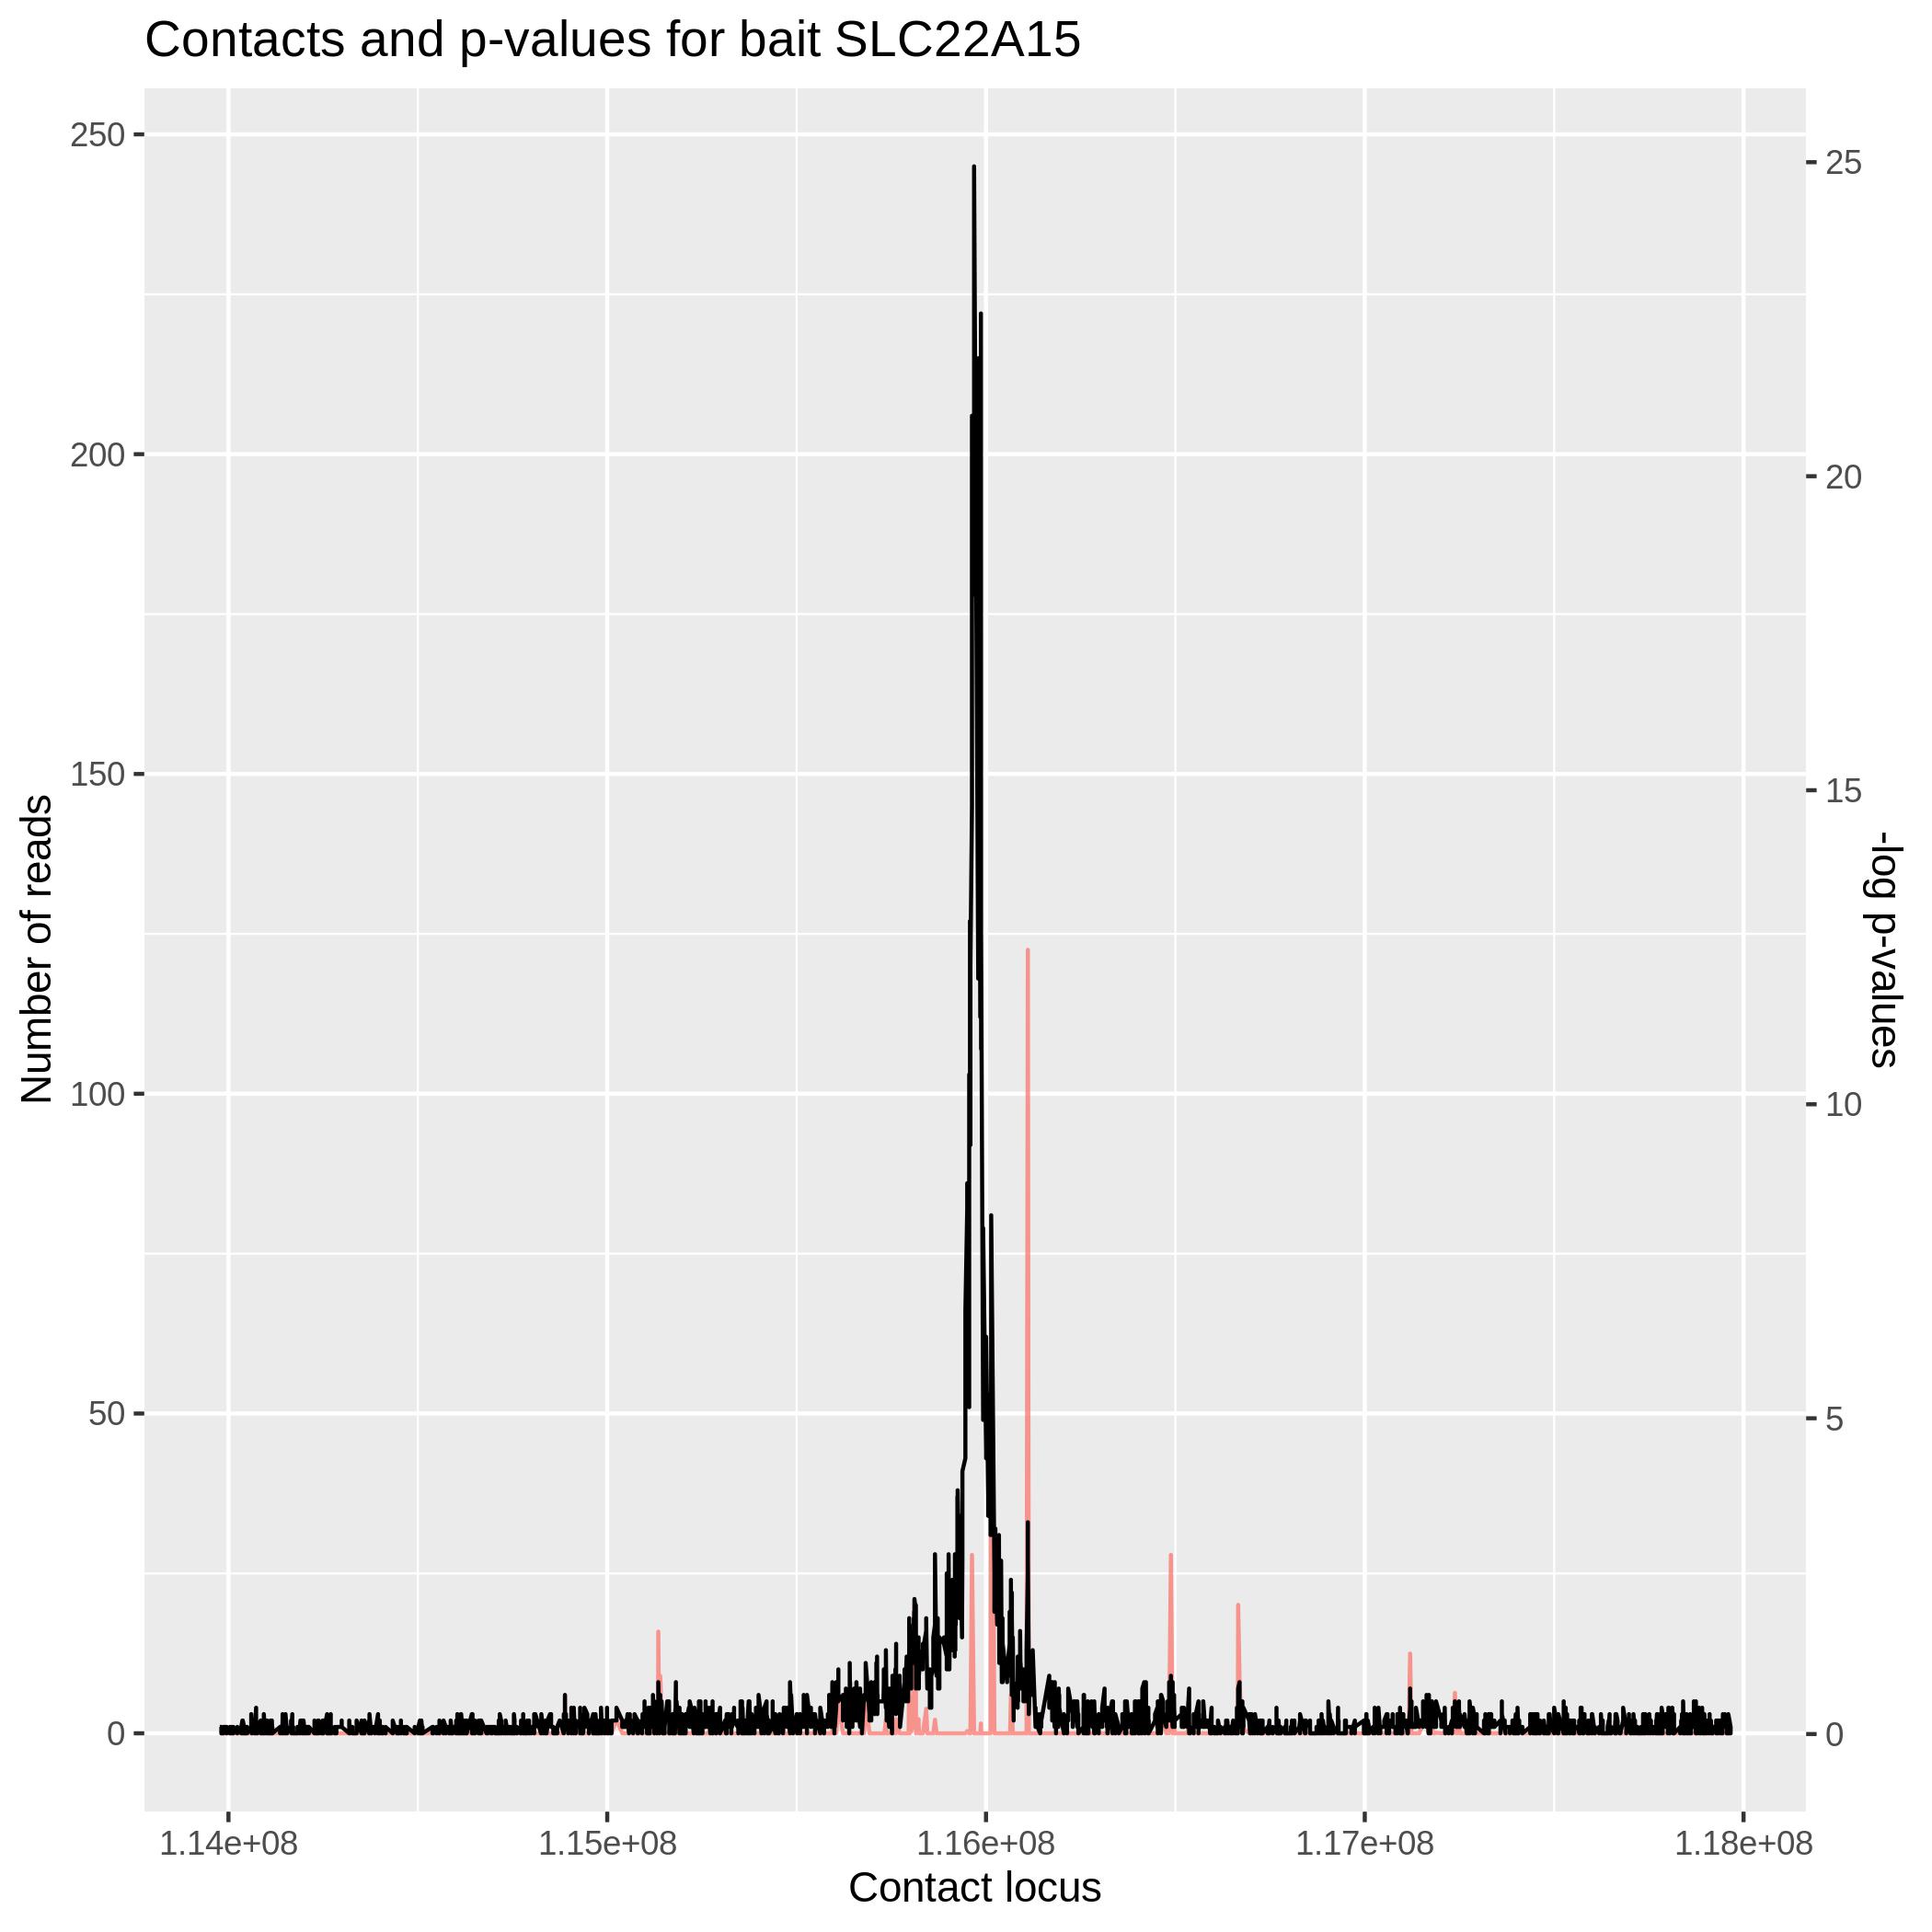 Contacts and p-values for bait SLC22A15
250
200
150
100
50
0
Number of reads
25
20
15
10
5
0
-log p-values
1.14e+08 1.15e+08 1.16e+08 1.17e+08 1.18e+08
Contact locus